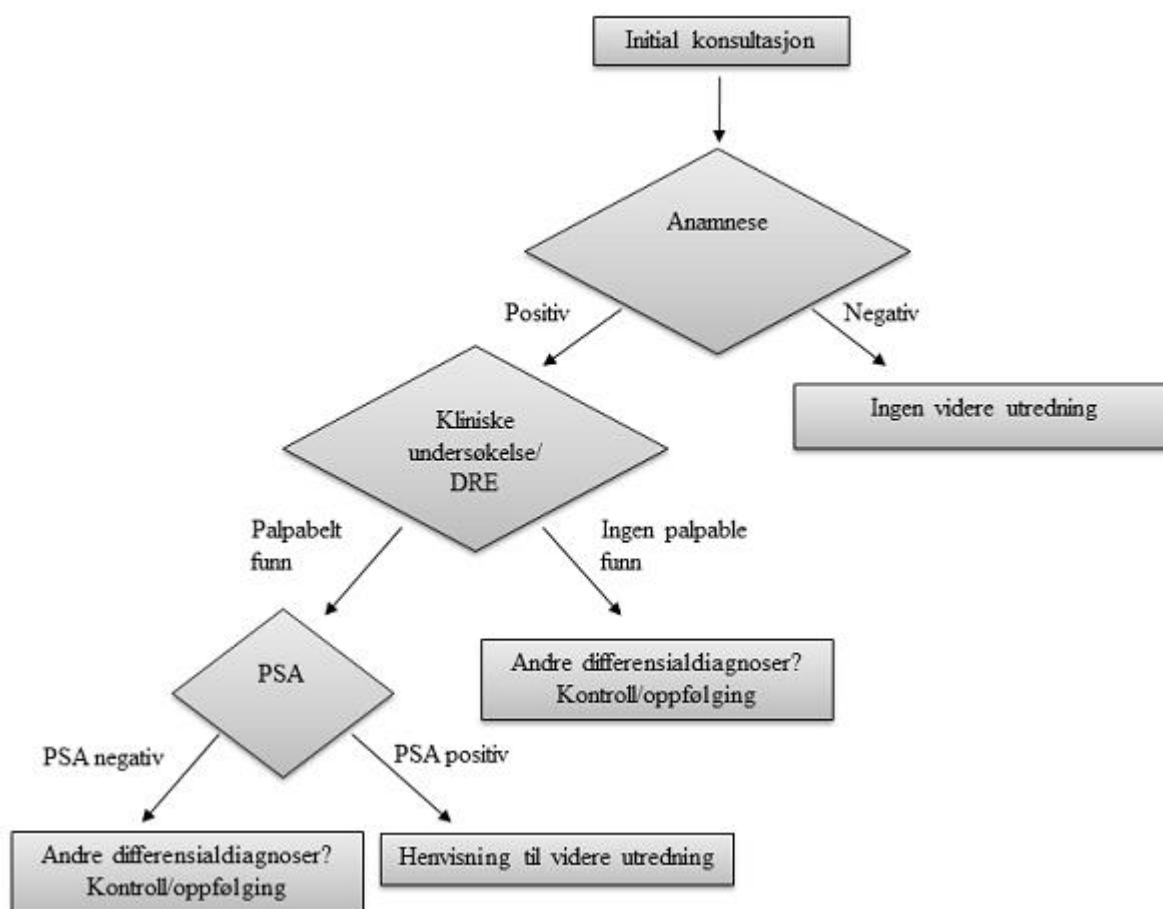 Initial konsultasjon
Anamnese
Positiv
Negativ
Ingen videre utredning
Kliniske
undersøkelse/
DRE
Palpabelt
funn
Ingen palpable
funn
PSA
Andre differensialdiagnoser?
Kontroll/oppfølging
PSA negativ
PSA positiv
Andre differensialdiagnoser?
Kontroll/oppfølging
Henvisning til videre utredning